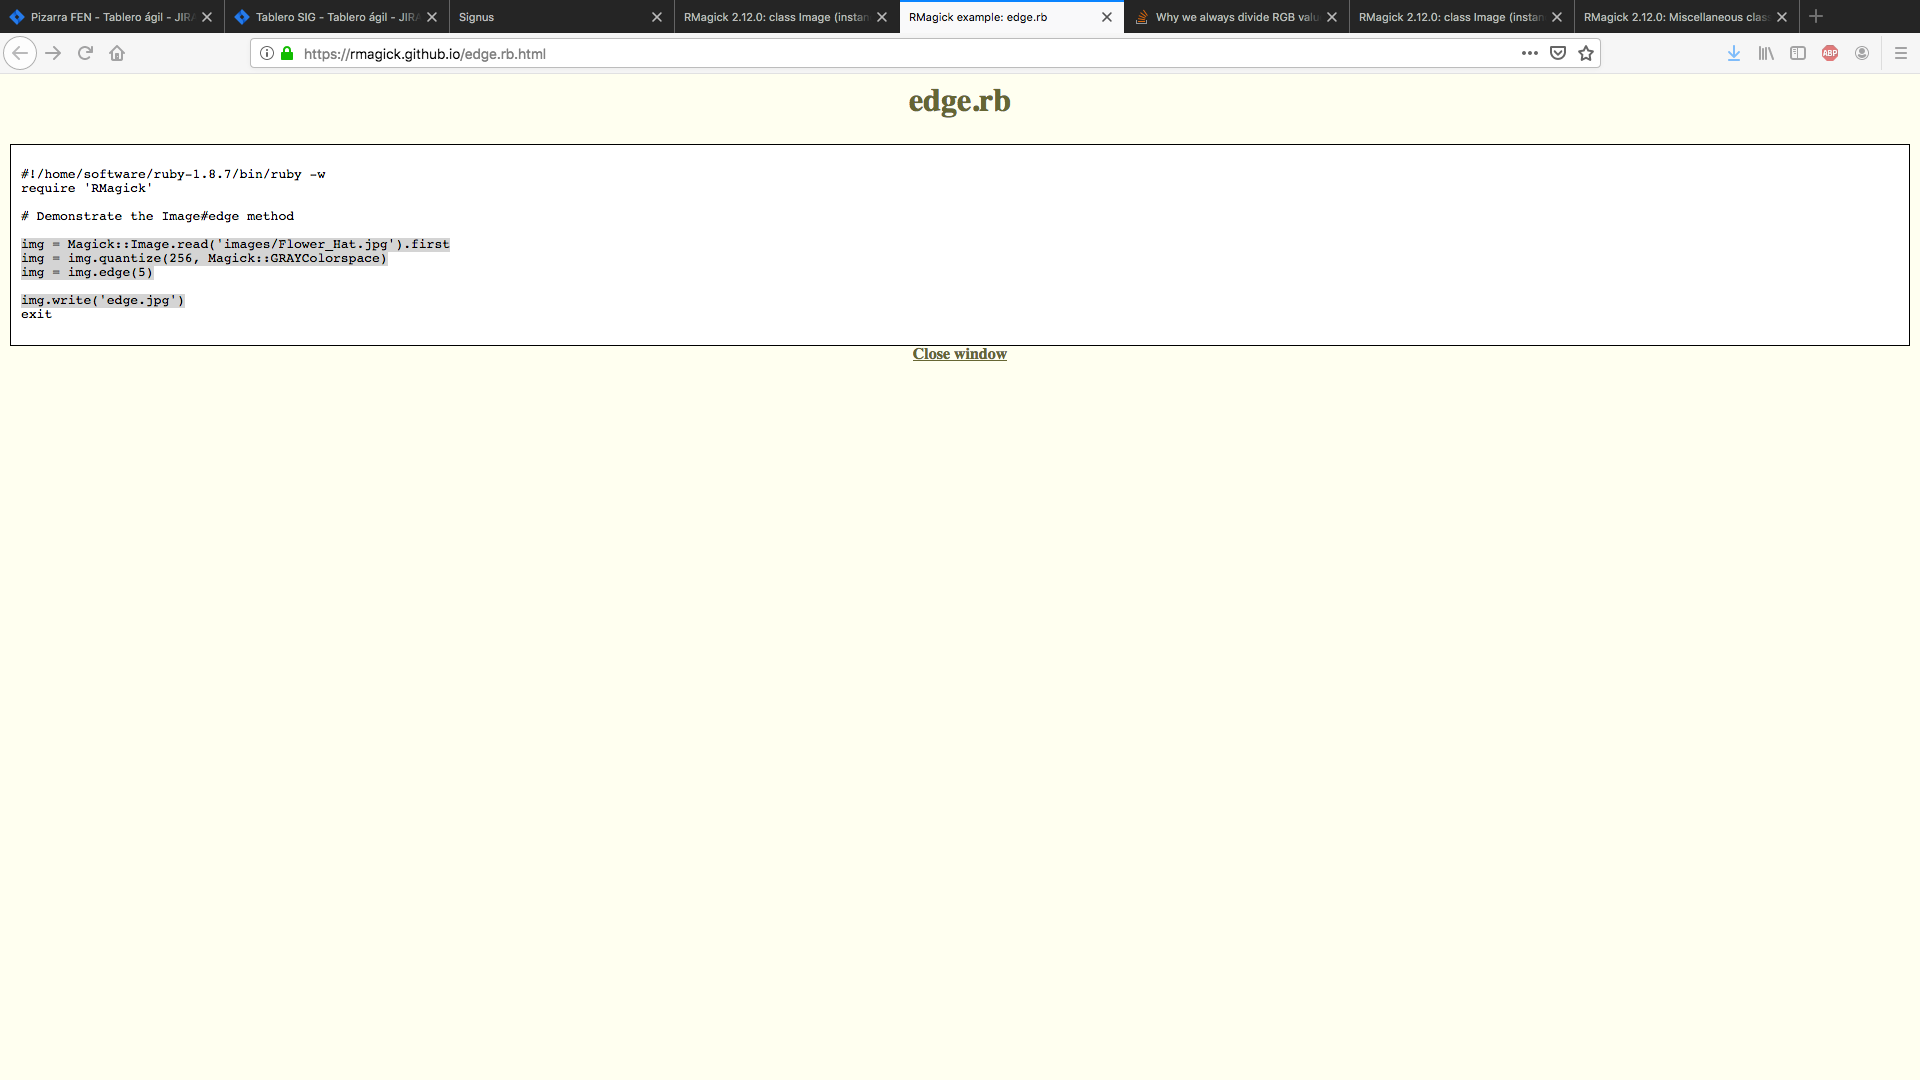 Pizarra FEN - Tablero ágil - JIRA
Tablero SIG - Tablero ágil - JIRA
Signus
RMagick 2.12.0: class Image (instan
RMagick example: edge.rb
Why we always divide RGB valu
RMagick 2.12.0: class Image (instan
RMagick 2.12.0: Miscellaneous clas
https://rmagick.github.io/edge.rb.html
ABP
edge.rb
#!/home/software/ruby-1.8.7/bin/ruby -w
require 'RMagick'
# Demonstrate the Image#edge method
img = Magick::Image.read('images/Flower_Hat.jpg').first
img = img.quantize(256, Magick::GRAYColorspace)
img = img.edge(5)
img.write('edge.jpg')
exit
Close window